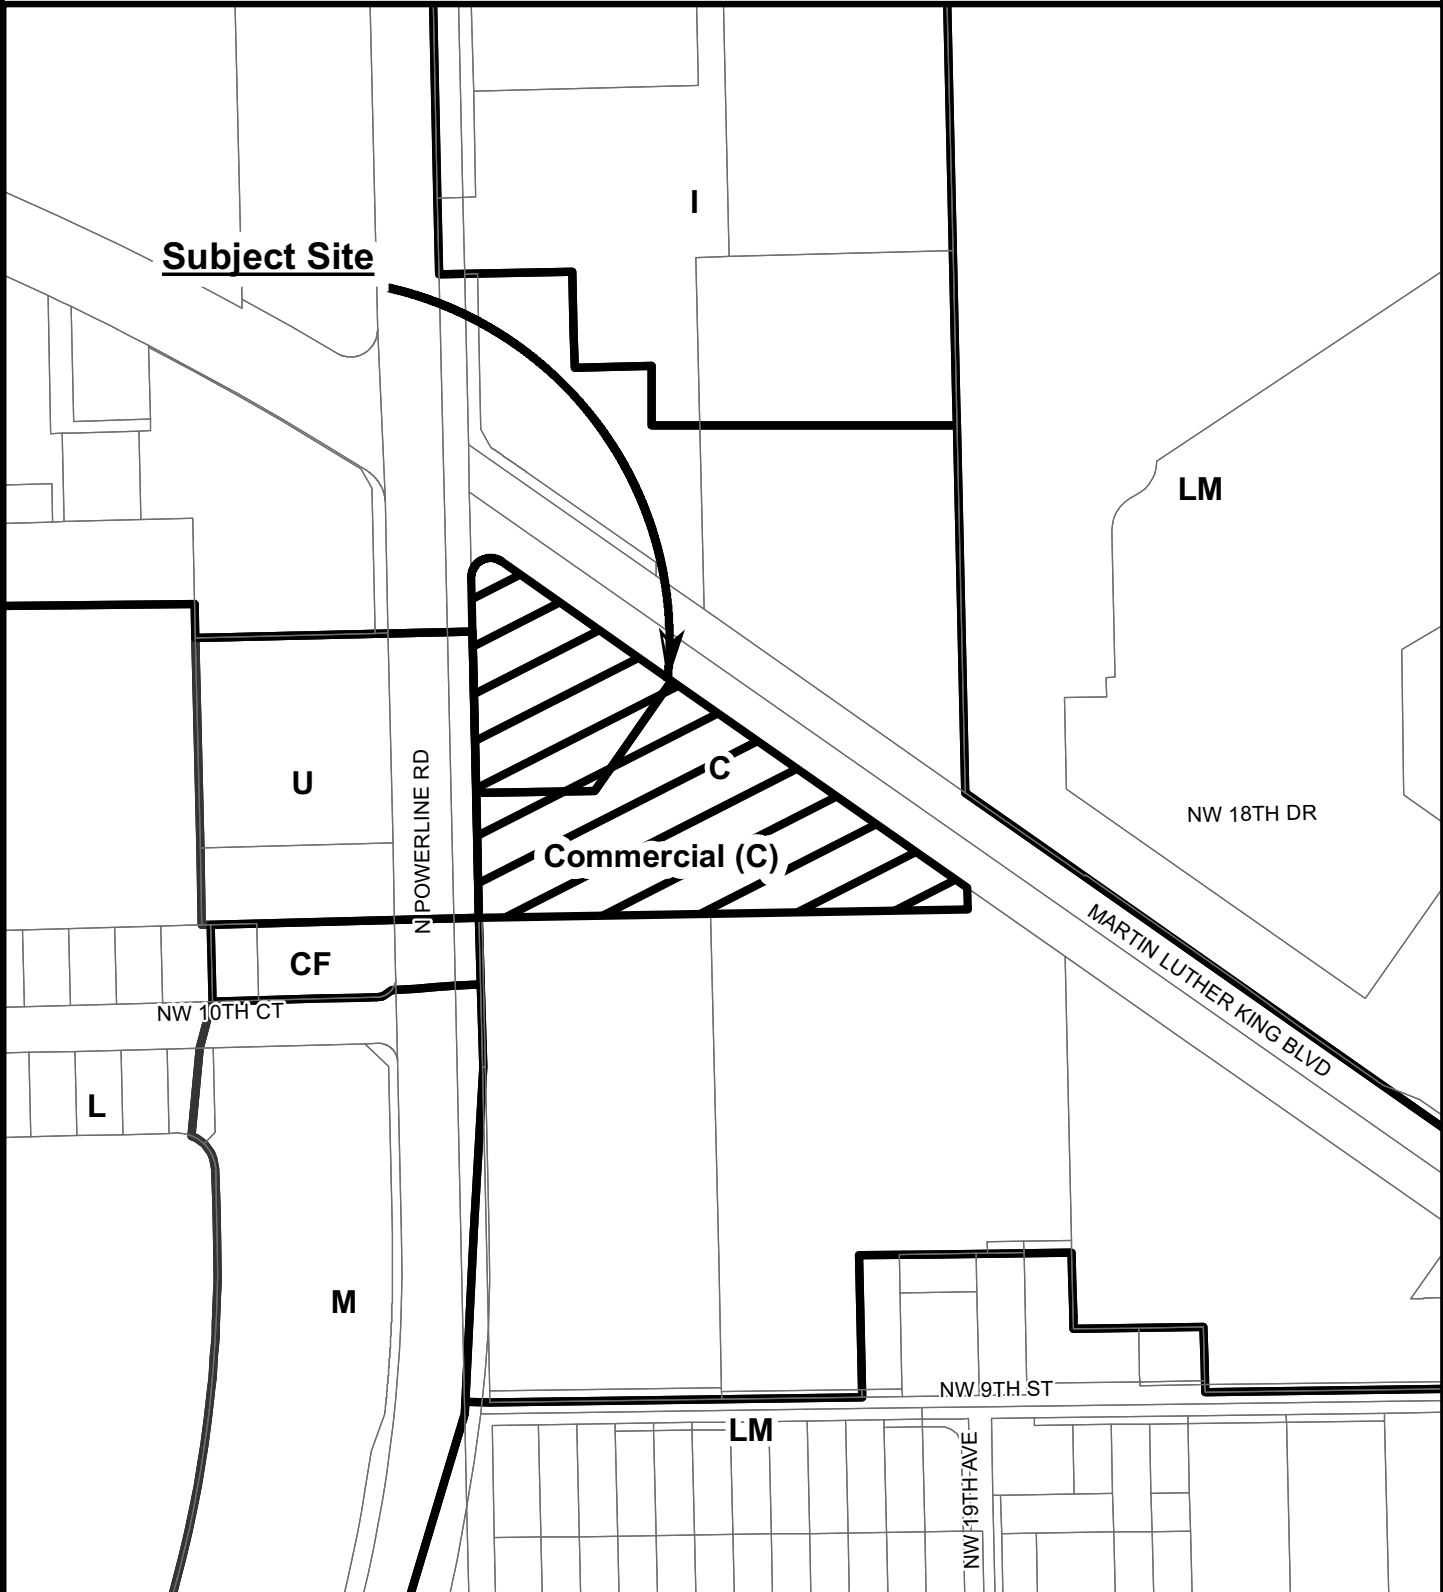 I
Subject Site
LM
C
U
N POWERLINE RD
NW 18TH DR
Commercial (C)
CF
MARTIN LUTHER KING BLVD
NW 10TH CT
L
M
NW 9TH ST
LM
NW 19TH AVE